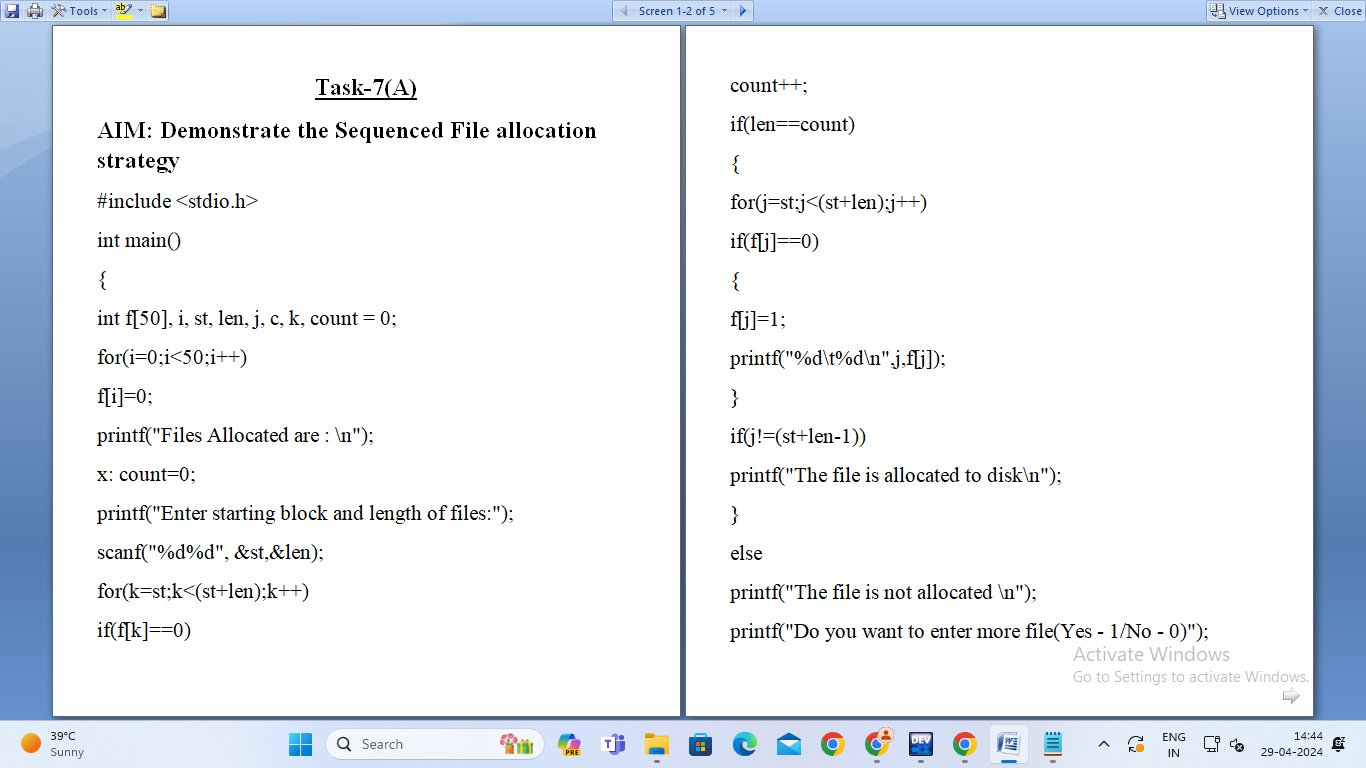 Tools
ab
Screen 1-2 of 5
View Options
Close
Task-7(A)
AIM: Demonstrate the Sequenced File allocation
strategy
#include <stdio.h>
int main()
{
int f[50], i, st, len, j, c, k, count = 0;
for(i=0;i<50;i++)
f[i]=0;
printf("Files Allocated are : \n");
x: count=0;
printf("Enter starting block and length of files:");
scanf("%d%d", &st,&len);
for(k=st;k<(st+len);k++)
if(f[k]==0)
count++;
if(len==count)
{
for(j=st;j<(st+len);j++)
if(f[j]==0)
{
f[j]=1;
printf("%d\t%d\n",j,f[j]);
}
if(j!=(st+len-1))
printf("The file is allocated to disk\n");
}
else
printf("The file is not allocated \n");
printf("Do you want to enter more file(Yes - 1/No - 0)");
Activate Windows
Go to Settings to activate Windows.
39°C
Sunny
Search
PRE
DEV
ENG
IN
14:44
29-04-2024